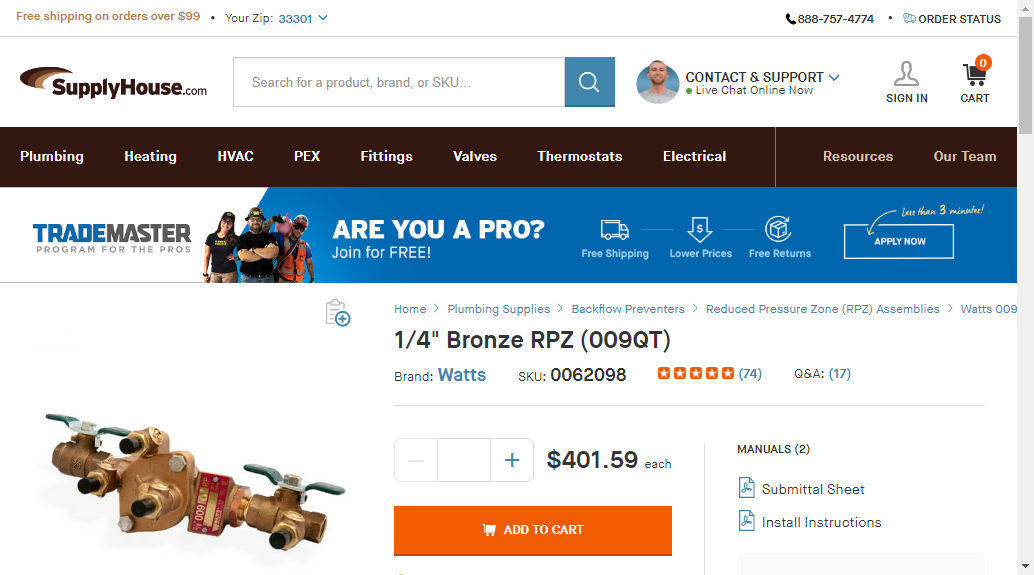 Free shipping on orders over $99 • Your Zip: 33301
888-757-4774 • ORDER STATUS
SupplyHouse.com
Search for a product, brand, or SKU...
CONTACT & SUPPORT
Live Chat Online Now
SIGN IN
0
CART
Plumbing Heating HVAC PEX Fittings Valves Thermostats Electrical Resources Our Team
TRADEMASTER
PROGRAM FOR THE PROS
ARE YOU A PRO?
Join for FREE!
Free Shipping
$
Lower Prices
Free Returns
Less than 3 minutes!
APPLY NOW
Home > Plumbing Supplies > Backflow Preventers > Reduced Pressure Zone (RPZ) Assemblies > Watts 009
1/4" Bronze RPZ (009QT)
Brand: Watts SKU: 0062098 (74) Q&A: (17)
$401.59 each
ADD TO CART
MANUALS (2)
Submittal Sheet
Install Instructions